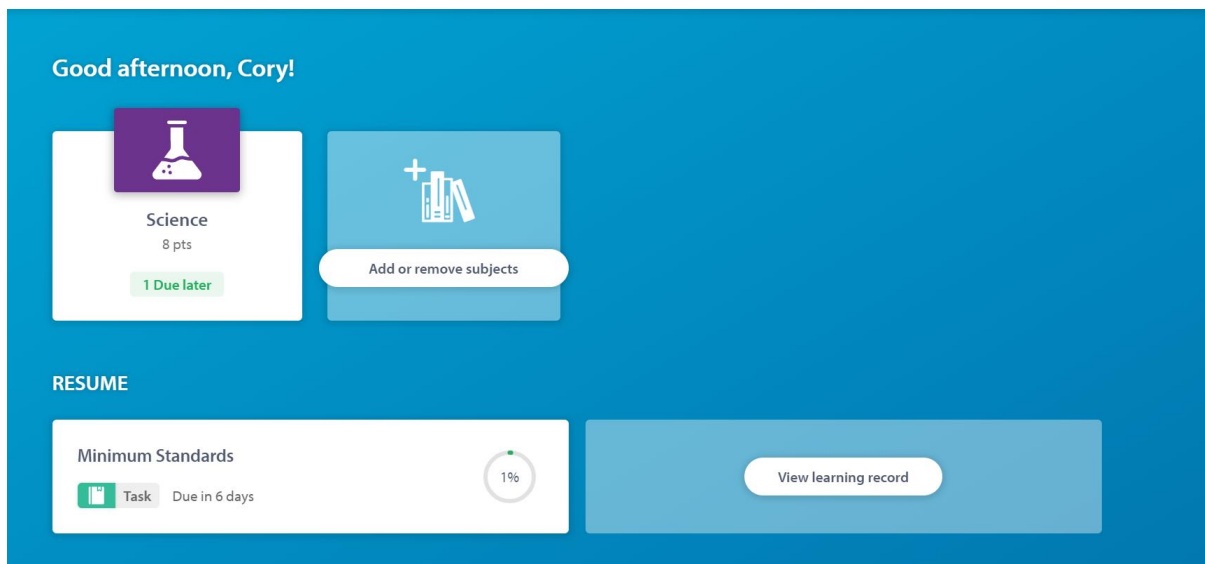 Good afternoon, Cory!
Science
8 pts
1 Due later
Add or remove subjects
RESUME
Minimum Standards
Task Due in 6 days
1%
View learning record